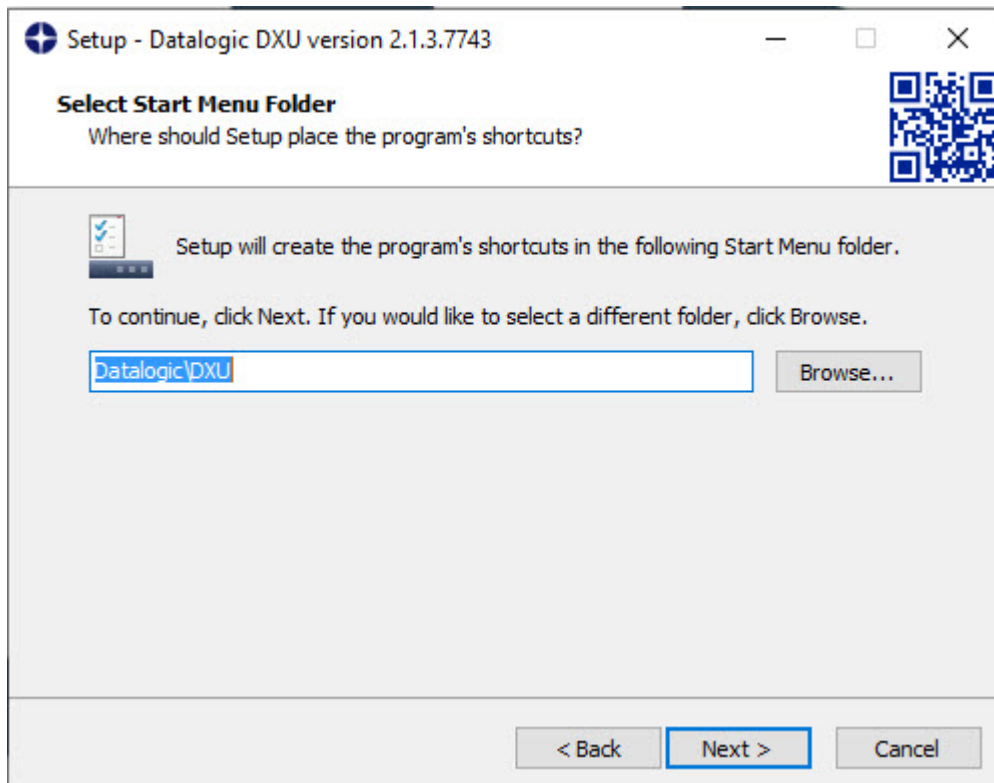 Setup - Datalogic DXU version 2.1.3.7743
Select Start Menu Folder
Where should Setup place the program's shortcuts?
Setup will create the program's shortcuts in the following Start Menu folder.
To continue, click Next. If you would like to select a different folder, click Browse.
Datalogic\DXU
Browse...
< Back
Next >
Cancel